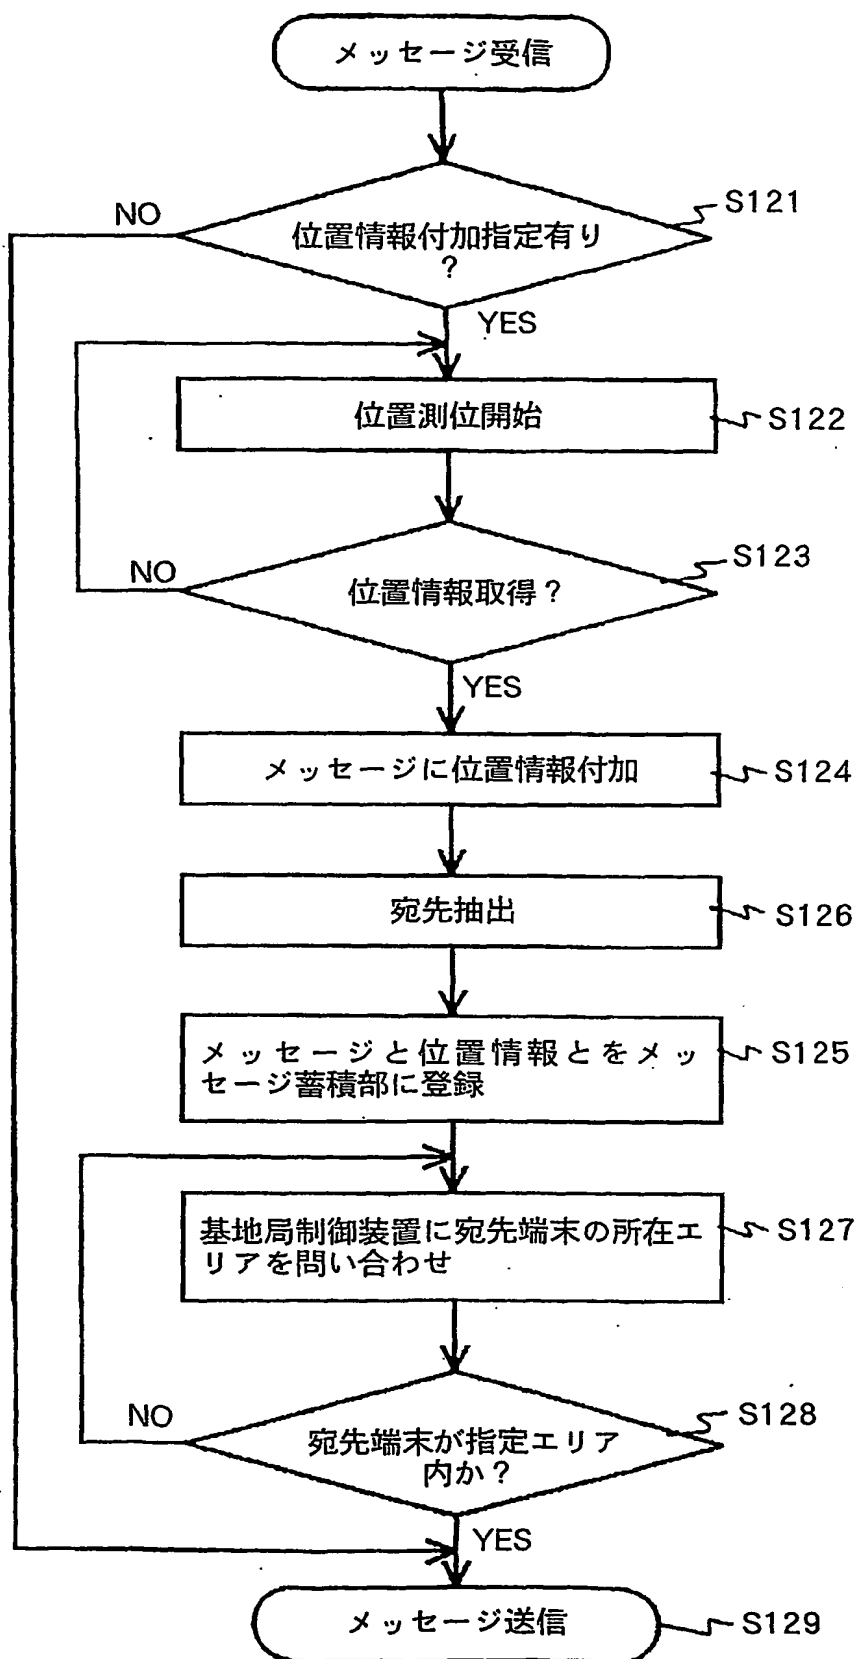 メッセージ受信
S121
NO
位置情報付加指定有り
?
YES
位置測位開始
S122
S123
NO
位置情報取得?
YES
メッセージに位置情報付加
S124
宛先抽出
S126
メッセージと位置情報とをメッ
セージ蓄積部に登録
S125
基地局制御装置に宛先端末の所在エ
リアを問い合わせ
S127
S128
NO
宛先端末が指定エリア
内か?
YES
メッセージ送信
S129